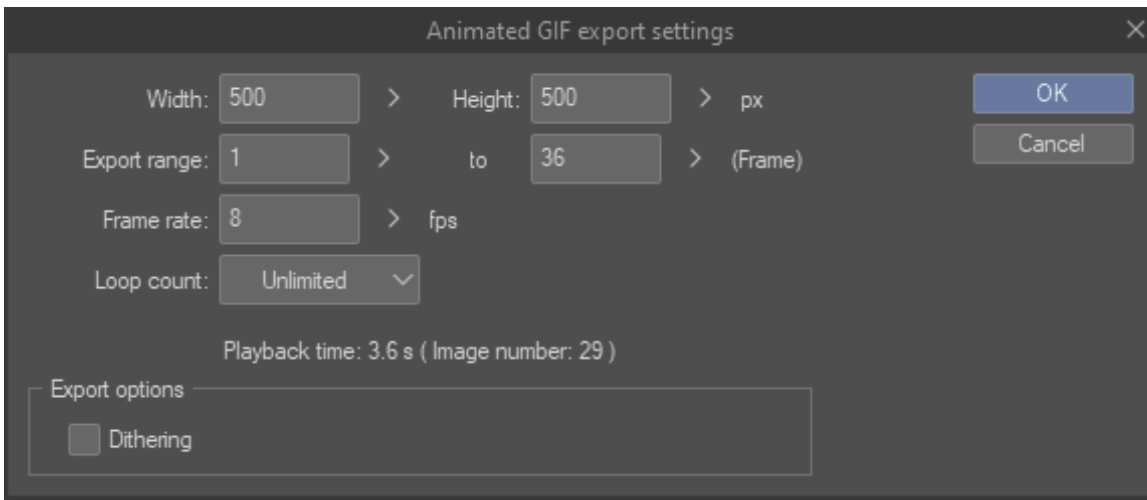 Animated GIF export settings
Width: 500 > Height: 500 > px
OK
Export range: 1 > to 36 > (Frame)
Cancel
Frame rate: 8 > fps
Loop count: Unlimited
Playback time: 3.6 s ( Image number: 29 )
Export options
Dithering